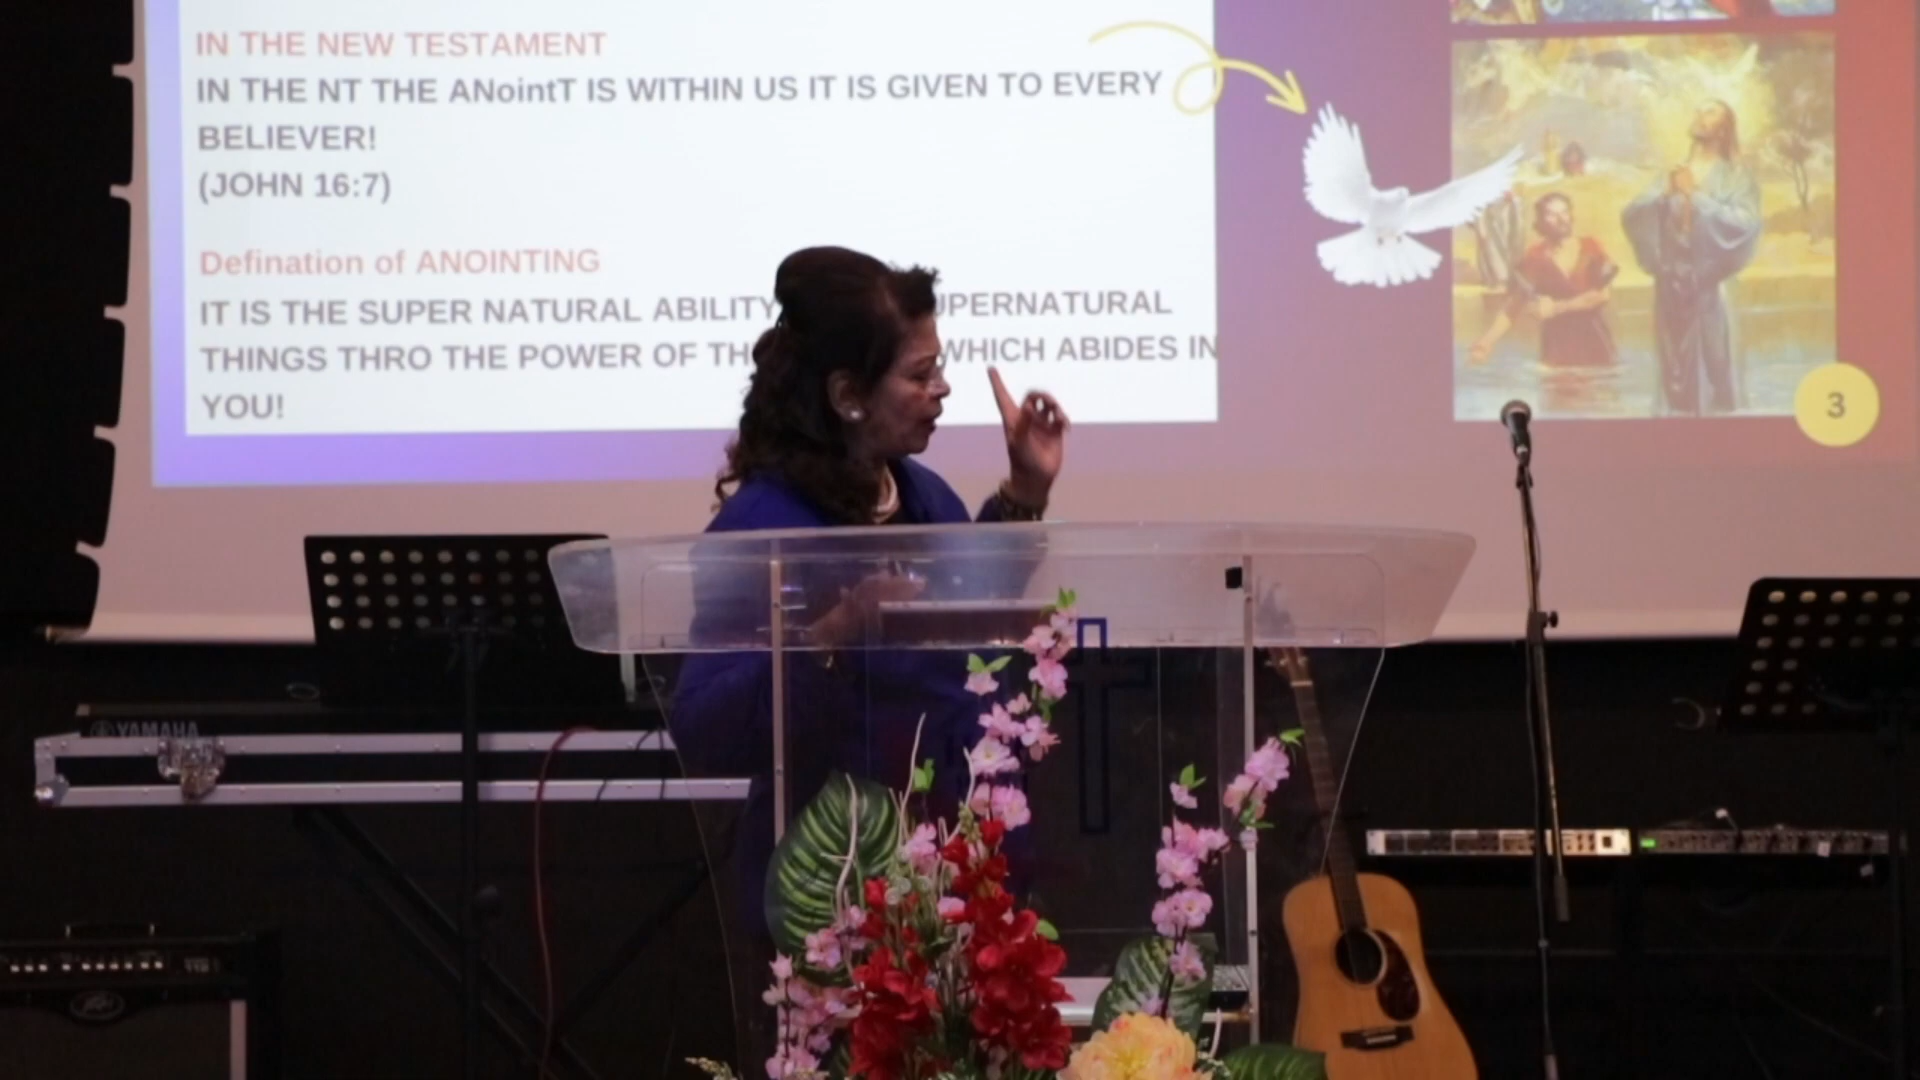 IN THE NEW TESTAMENT
IN THE NT THE ANointT IS WITHIN US IT IS GIVEN TO EVERY
BELIEVER!
(JOHN 16:7)
Defination of ANOINTING
IT IS THE SUPER NATURAL ABILITY UPERNATURAL
THINGS THRO THE POWER OF TH WHICH ABIDES IN
YOU!
3
YAMAHA